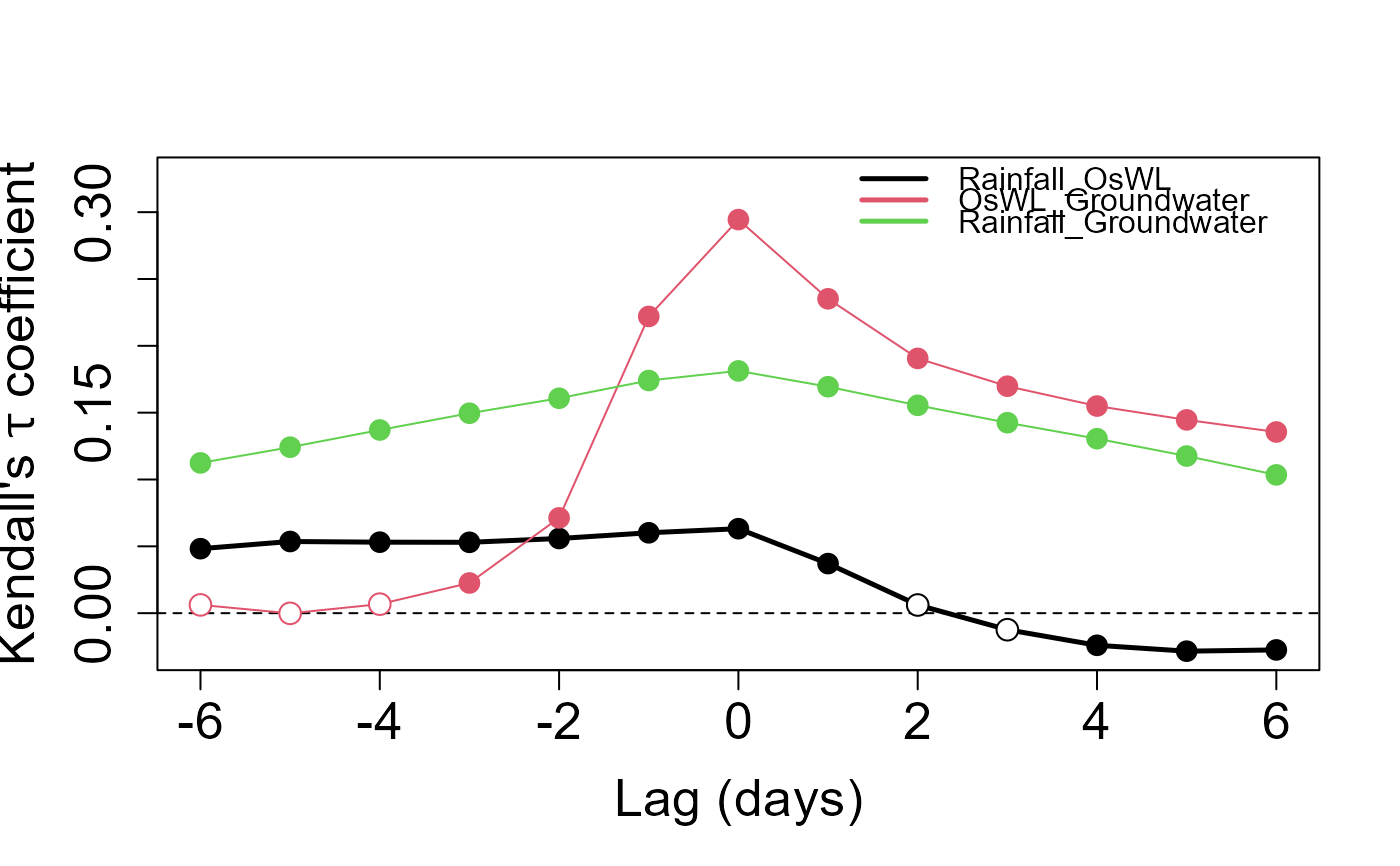 Rainfall_OsWL
OsWL_Groundwater
Rainfall_Groundwater
Kendall's τ coefficient
0.30
0.15
0.00
-6 -4 -2 0 2 4 6
Lag (days)